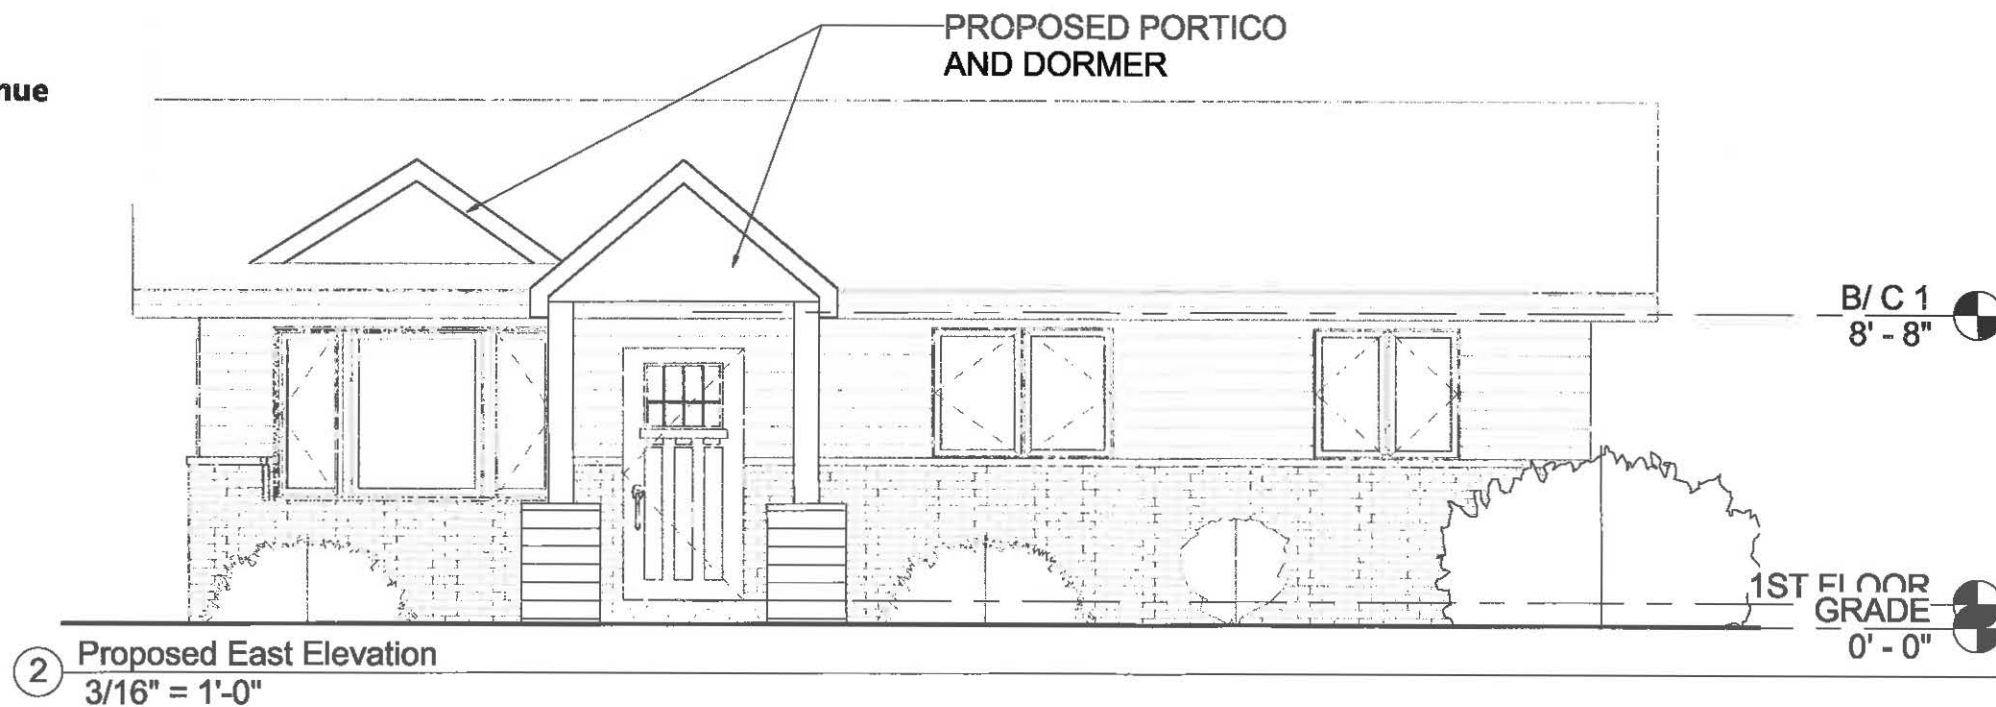 PROPOSED PORTICO
AND DORMER
nue
B/ C 1
8' - 8"
1ST FLOOR
GRADE
0' - 0"
2
Proposed East Elevation
3/16" = 1'-0"